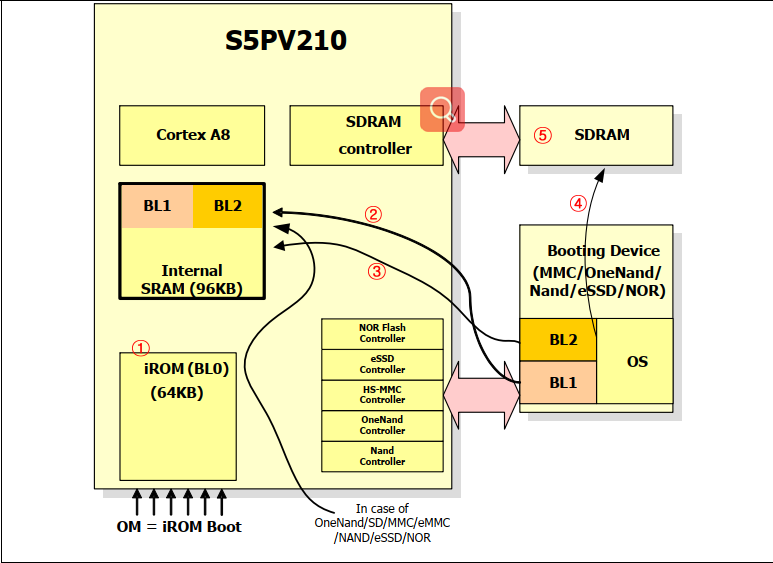 S5PV210
Cortex A8
SDRAM
controller
⑤ SDRAM
BL1
BL2
Internal
SRAM (96KB)
②
③
④
Booting Device
(MMC/OneNand/
Nand/eSSD/NOR)
BL2
BL1
OS
①
iROM (BL0)
(64KB)
NOR Flash
Controller
eSSD
Controller
HS-MMC
Controller
OneNand
Controller
Nand
Controller
OM = iROM Boot
In case of
OneNand/SD/MMC/eMMC
/NAND/eSSD/NOR